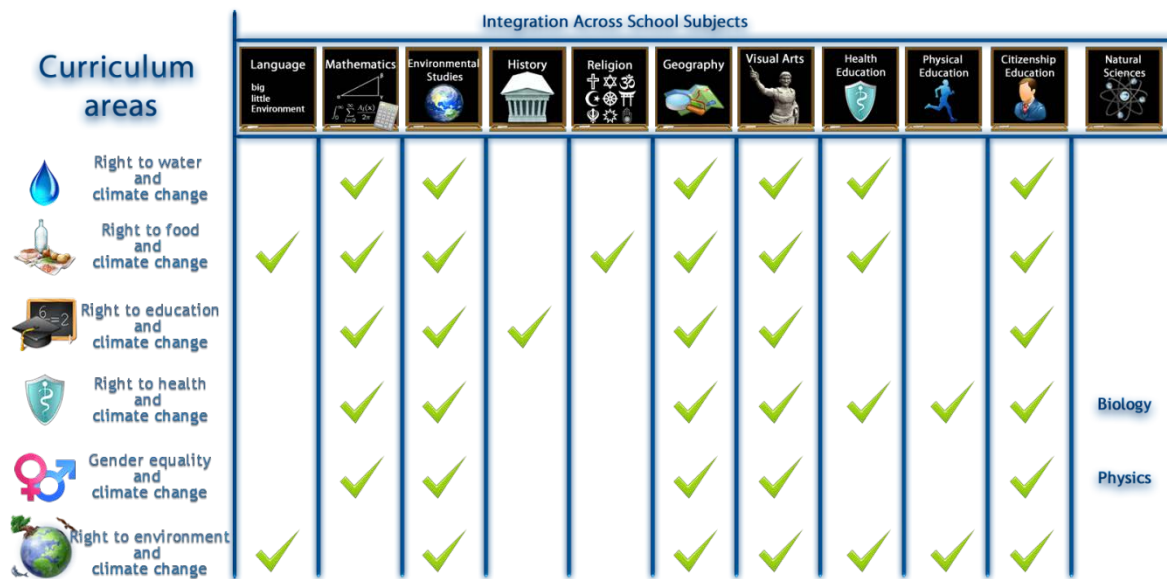 Integration Across School Subjects
Curriculum
areas
Language
big
little
Environment
Mathematics
Environmental
Studies
History
Religion
Geography
Visual Arts
Health
Education
Physical
Education
Citizenship
Education
Natural
Sciences
Right to water
and
climate change
Right to food
and
climate change
6
=2
Right to education
and
climate change
Right to health
and
climate change
Biology
Gender equality
and
climate change
Physics
Right to environment
and
climate change